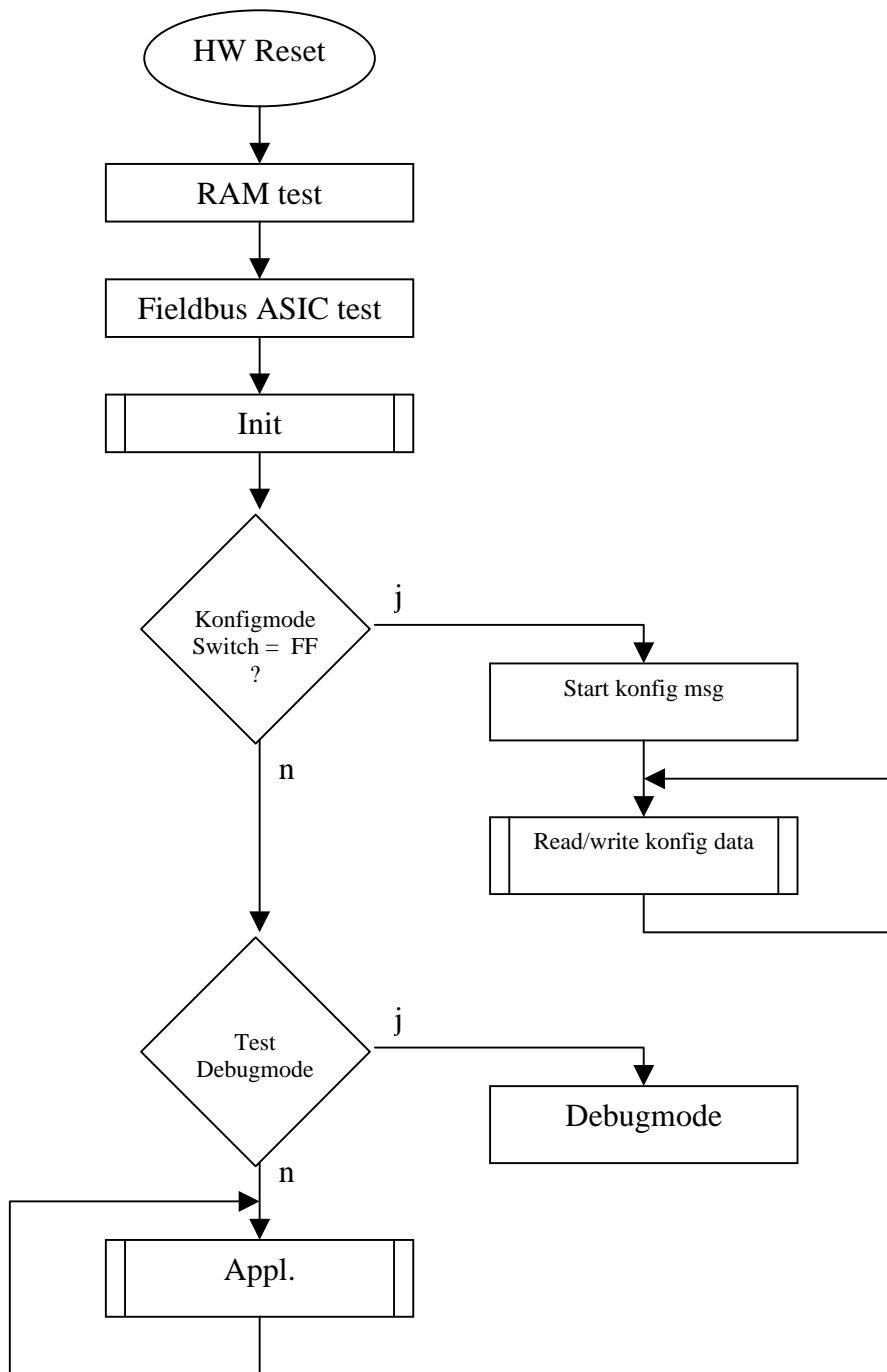 HW Reset
RAM test
Fieldbus ASIC test
Init
Konfigmode
Switch = FF
?
j
Start konfig msg
n
Read/write konfig data
Test
Debugmode
j
Debugmode
n
Appl.